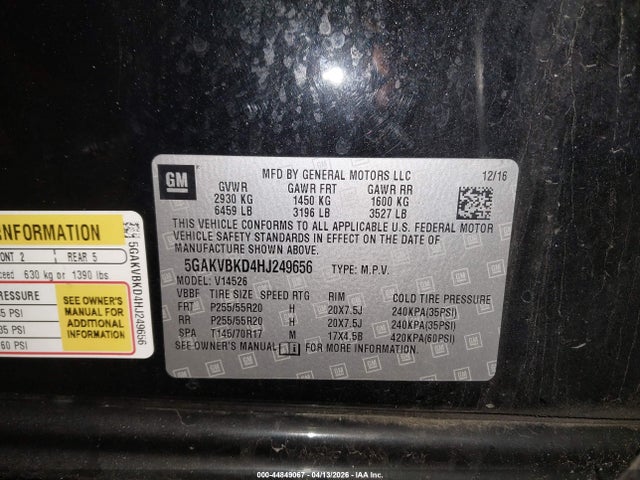 GM
MFD BY GENERAL MOTORS LLC 12/16
GVWR GAWR FRT GAWR RR
2930 KG 1450 KG 1600 KG
6459 LB 3196 LB 3527 LB
THIS VEHICLE CONFORMS TO ALL APPLICABLE U.S. FEDERAL MOTOR
VEHICLE SAFETY STANDARDS IN EFFECT ON THE DATE OF
MANUFACTURE SHOWN ABOVE.
5GAKVBKD4HJ249656 TYPE: M.P.V.
MODEL: V14526
VBBF TIRE SIZE SPEED RTG RIM COLD TIRE PRESSURE
FRT P255/55R20 H 20X7.5J 240KPA(35PSI)
RR P255/55R20 H 20X7.5J 240KPA(35PSI)
SPA T145/70R17 M 17X4.5B 420KPA(60PSI)
SEE OWNER'S MANUAL FOR MORE INFORMATION.
INFORMATION
ONT 2 REAR 5
ceed 630 kg or 1390 lbs.
PRESSURE
35 PSI
35 PSI
60 PSI
SEE OWNER'S
MANUAL FOR
ADDITIONAL
INFORMATION
5GAKVBKD4HJ249656
000-44849067 - 04/13/2026 - IAA Inc.